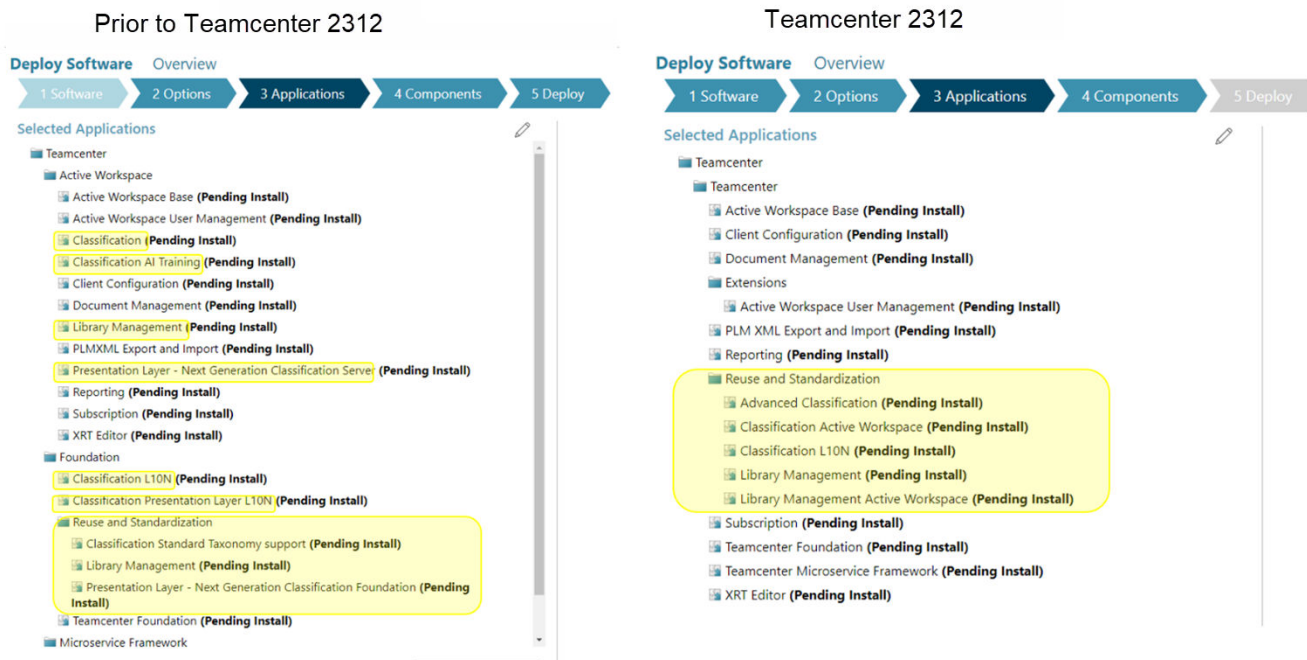 Prior to Teamcenter 2312
Deploy Software Overview
1 Software 2 Options 3 Applications 4 Components 5 Deploy
Selected Applications
Teamcenter
Active Workspace
Active Workspace Base (Pending Install)
Active Workspace User Management (Pending Install)
Classification (Pending Install)
Classification AI Training (Pending Install)
Client Configuration (Pending Install)
Document Management (Pending Install)
Library Management (Pending Install)
PLMXML Export and Import (Pending Install)
Presentation Layer - Next Generation Classification Server (Pending Install)
Reporting (Pending Install)
Subscription (Pending Install)
XRT Editor (Pending Install)
Foundation
Classification L10N (Pending Install)
Classification Presentation Layer L10N (Pending Install)
Reuse and Standardization
Classification Standard Taxonomy support (Pending Install)
Library Management (Pending Install)
Presentation Layer - Next Generation Classification Foundation (Pending
Install)
Teamcenter Foundation (Pending Install)
Microservice Framework
Teamcenter 2312
Deploy Software Overview
1 Software 2 Options 3 Applications 4 Components 5 Deploy
Selected Applications
Teamcenter
Teamcenter
Active Workspace Base (Pending Install)
Client Configuration (Pending Install)
Document Management (Pending Install)
Extensions
Active Workspace User Management (Pending Install)
PLM XML Export and Import (Pending Install)
Reporting (Pending Install)
Reuse and Standardization
Advanced Classification (Pending Install)
Classification Active Workspace (Pending Install)
Classification L10N (Pending Install)
Library Management (Pending Install)
Library Management Active Workspace (Pending Install)
Subscription (Pending Install)
Teamcenter Foundation (Pending Install)
Teamcenter Microservice Framework (Pending Install)
XRT Editor (Pending Install)